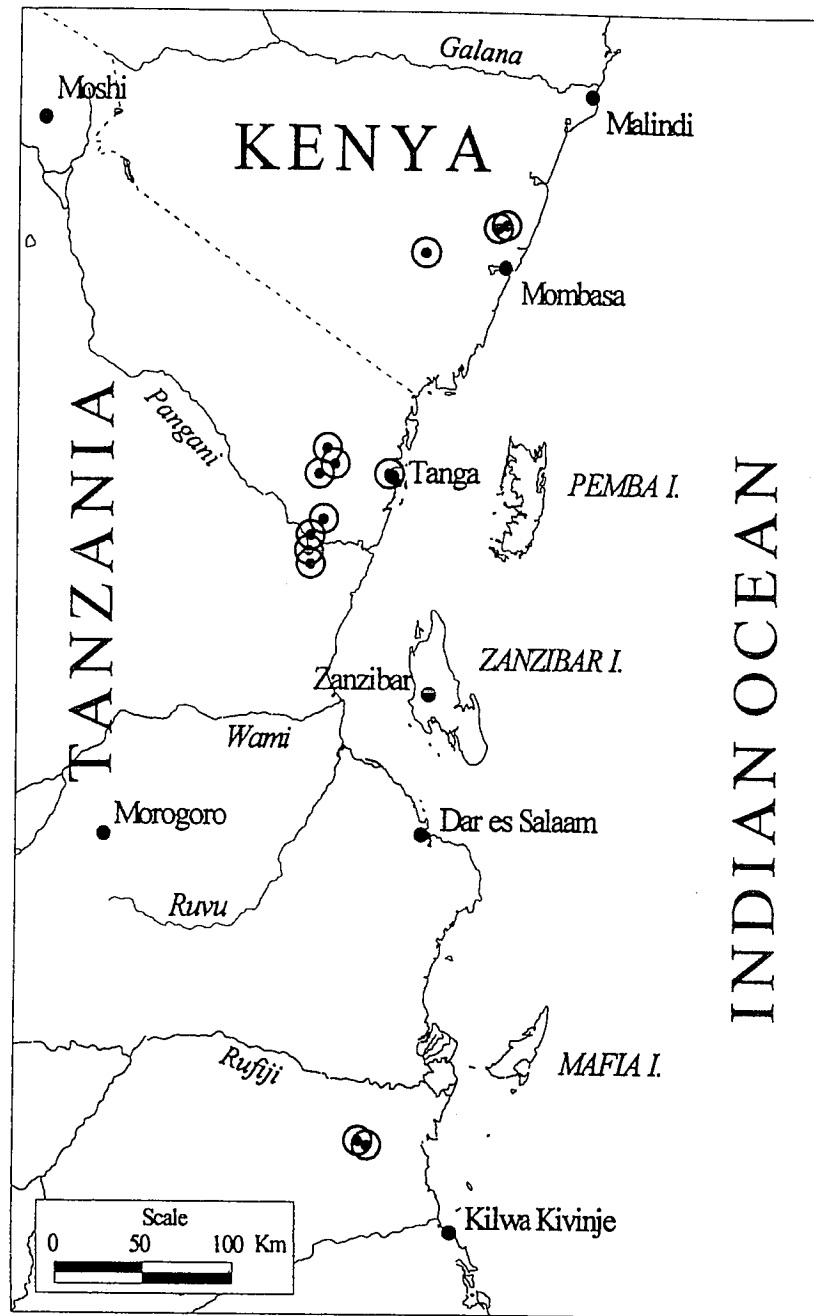 Galana
Moshi
Malindi
KENYA
Mombasa
Pangani
TANZANIA
Tanga
PEMBA I.
INDIAN OCEAN
Zanzibar
ZANZIBAR I.
Wami
Morogoro
Dar es Salaam
Ruvu
Rufiji
MAFIA I.
Kilwa Kivinje
Scale
0 50 100 Km